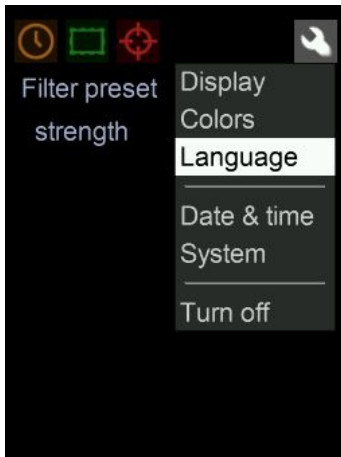 Filter preset
strength
Display
Colors
Language
Date & time
System
Turn off